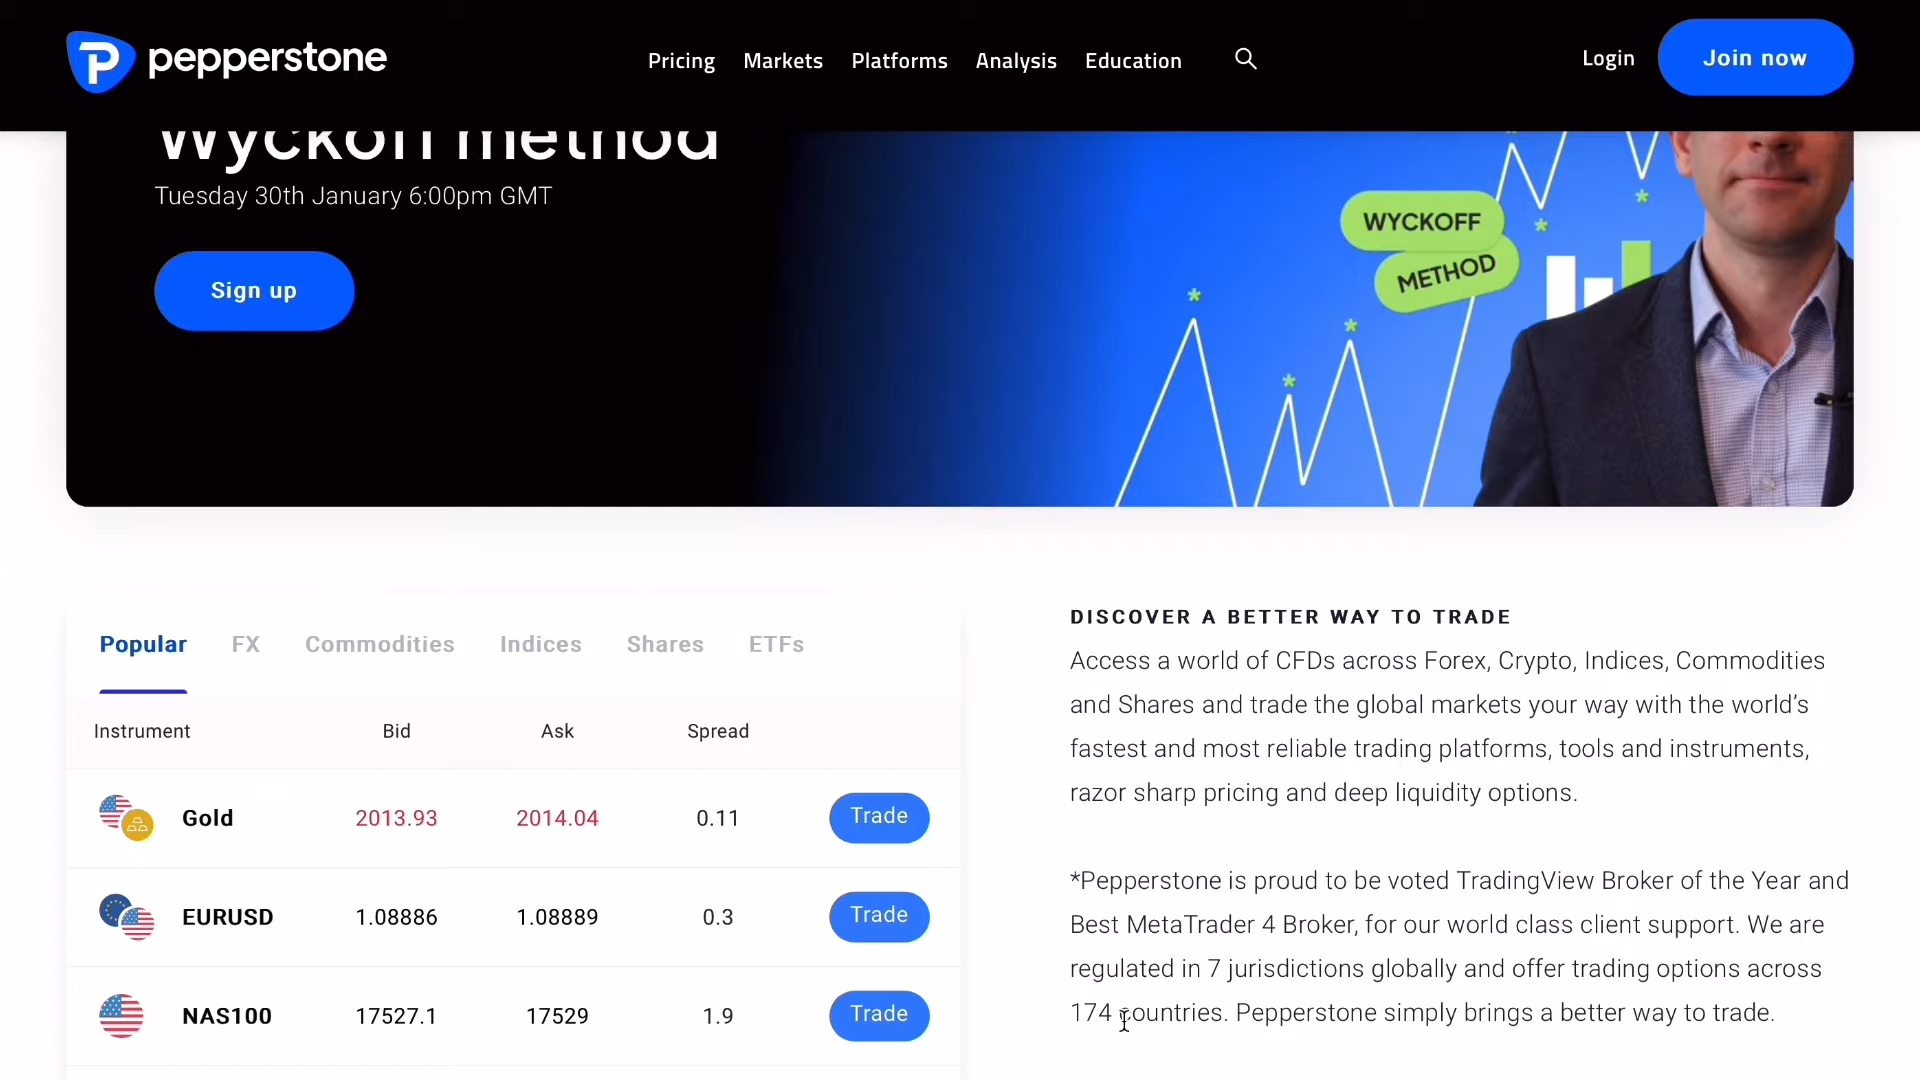 pepperstone
Pricing Markets Platforms Analysis Education
Login Join now
Wyckoff method
Tuesday 30th January 6:00pm GMT
Sign up
WYCKOFF
METHOD
Popular FX Commodities Indices Shares ETFs
Instrument Bid Ask Spread
Gold 2013.93 2014.04 0.11 Trade
EURUSD 1.08886 1.08889 0.3 Trade
NAS100 17527.1 17529 1.9 Trade
DISCOVER A BETTER WAY TO TRADE
Access a world of CFDs across Forex, Crypto, Indices, Commodities
and Shares and trade the global markets your way with the world’s
fastest and most reliable trading platforms, tools and instruments,
razor sharp pricing and deep liquidity options.
*Pepperstone is proud to be voted TradingView Broker of the Year and
Best MetaTrader 4 Broker, for our world class client support. We are
regulated in 7 jurisdictions globally and offer trading options across
174 countries. Pepperstone simply brings a better way to trade.